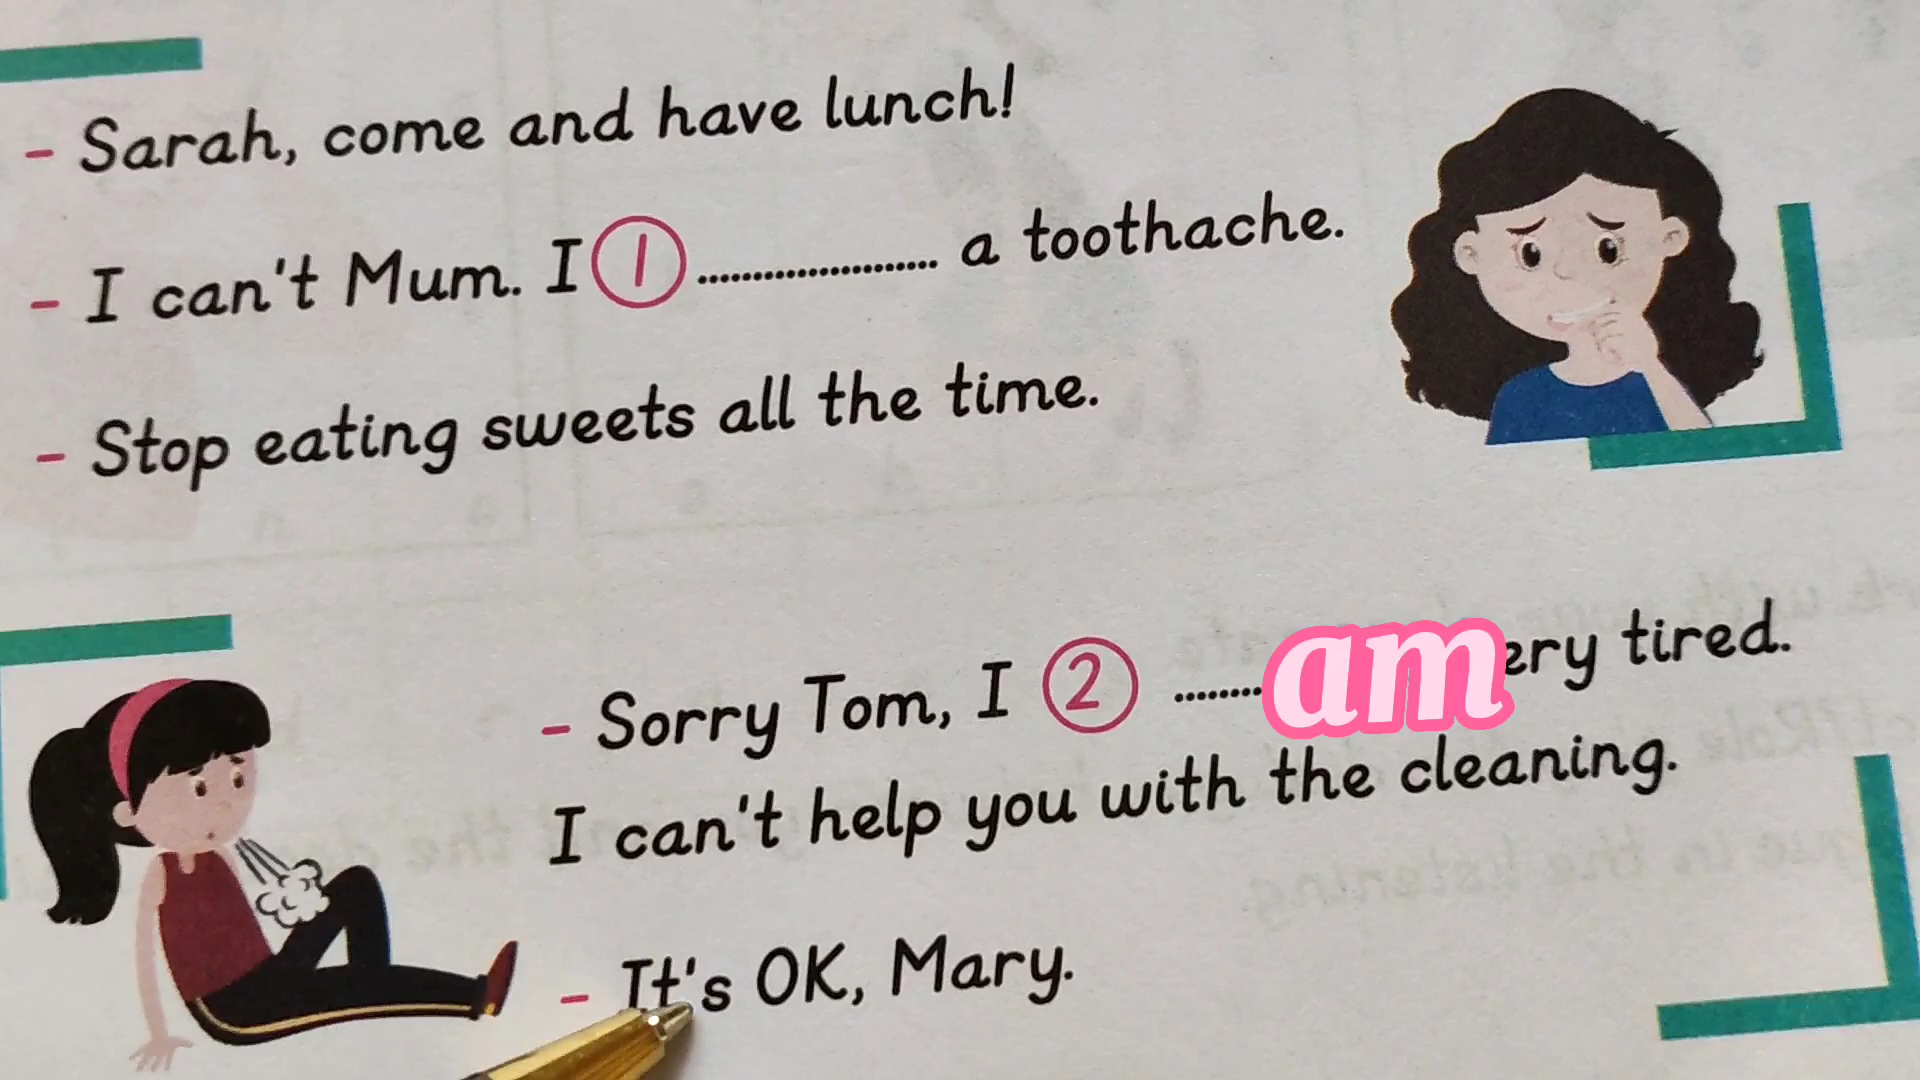 - Sarah, come and have lunch!
- I can't Mum. I ① ...................... a toothache.
- Stop eating sweets all the time.
- Sorry Tom, I ② ........ am ery tired.
I can't help you with the cleaning.
- It's OK, Mary.